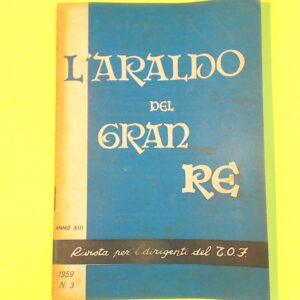 L'ARALDO
DEL
GRAN
RE
ANNO XIII
Rivista per i dirigenti del T.O.F.
1959
N. 3